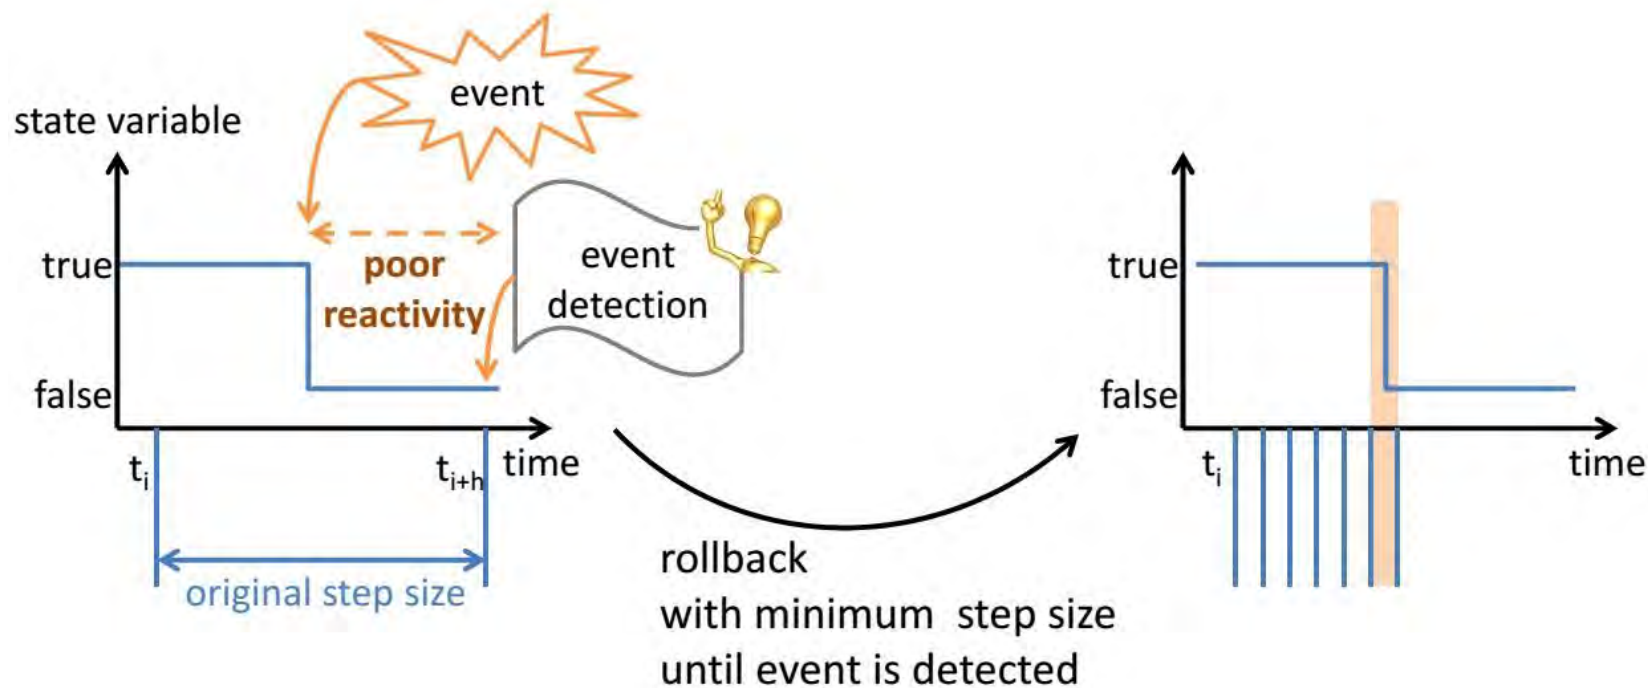 event
state variable
true
poor
reactivity
event
detection
false
t_i
t_{i+h}
time
original step size
rollback
with minimum  step size
until event is detected
true
false
t_i
time